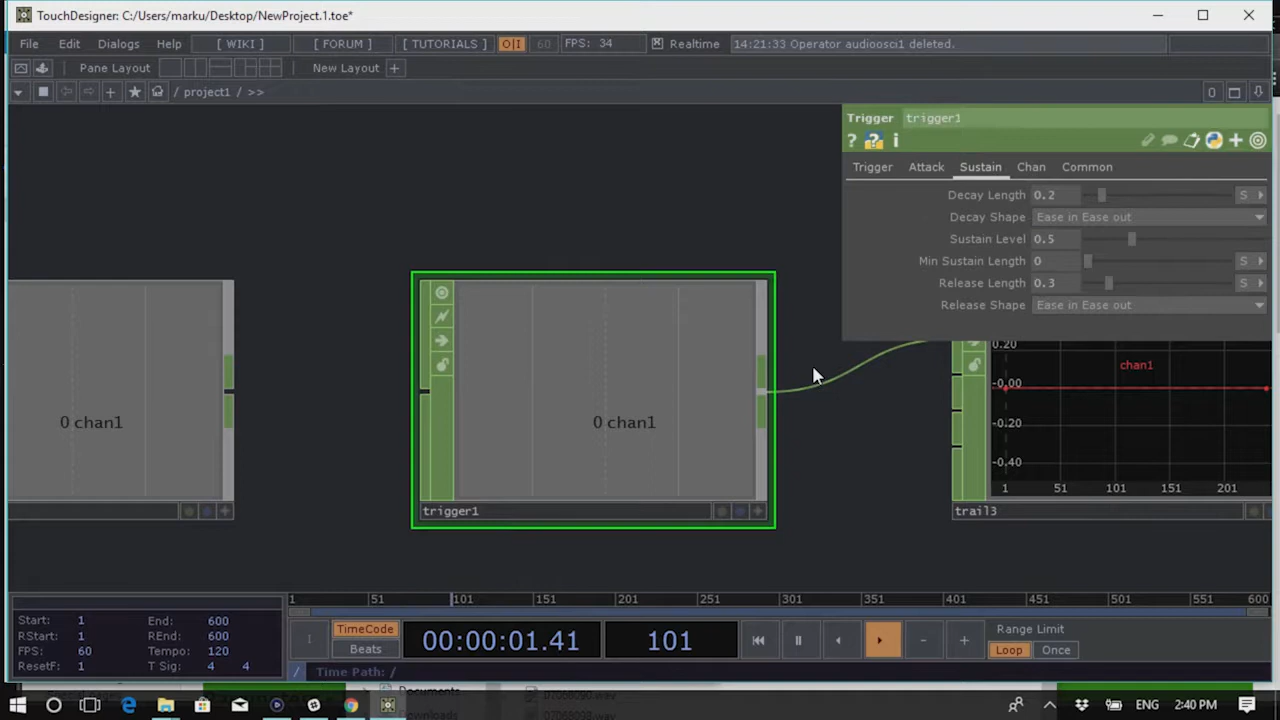 TouchDesigner: C:/Users/marku/Desktop/NewProject.1.toe*
File Edit Dialogs Help [ WIKI ] [ FORUM ] [ TUTORIALS ] O|I 60 FPS: 34 Realtime 14:21:33 Operator audioosci1 deleted.
Pane Layout New Layout +
/ project1 / >> 0
Trigger trigger1
? ? i
Trigger Attack Sustain Chan Common
Decay Length 0.2 S
Decay Shape Ease in Ease out
Sustain Level 0.5
Min Sustain Length 0 S
Release Length 0.3 S
Release Shape Ease in Ease out
0 chan1
0 chan1
trigger1
0.20
chan1
-0,00
-0.20
-0,40
1 51 101 151 201
trail3
1 51 101 151 201 251 301 351 401 451 501 551 600
Start: 1 End: 600
RStart: 1 REnd: 600
FPS: 60 Tempo: 120
ResetF: 1 T Sig: 4 4
TimeCode
Beats
00:00:01.41 101
Range Limit
Loop Once
/ Time Path: /
Documents
Downloads
ENG 2:40 PM